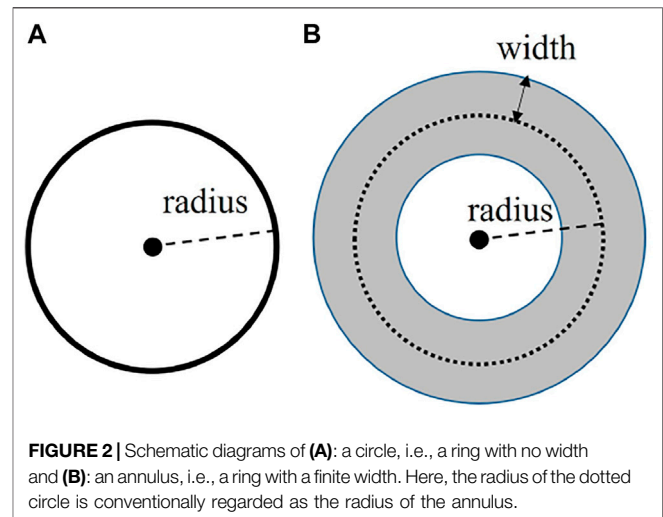 A
B
width
radius
radius
FIGURE 2 | Schematic diagrams of (A): a circle, i.e., a ring with no width
and (B): an annulus, i.e., a ring with a finite width. Here, the radius of the dotted
circle is conventionally regarded as the radius of the annulus.